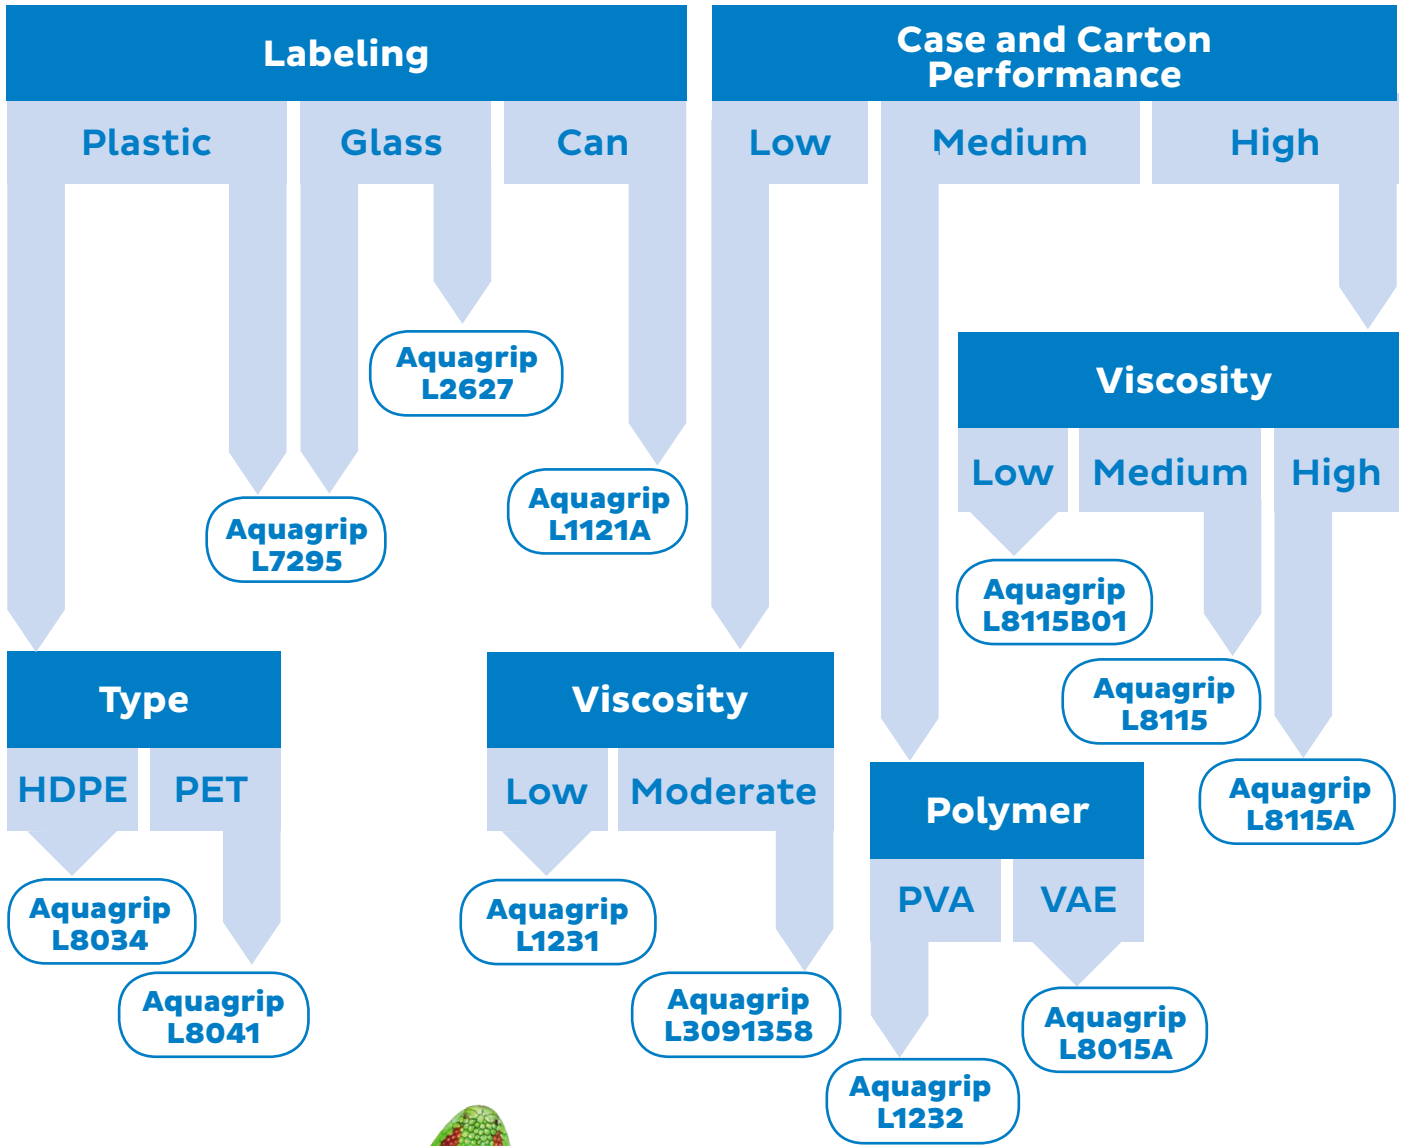 Labeling
Case and Carton
Performance
Plastic
Glass
Can
Low
Medium
High
Aquagrip
L2627
Viscosity
Low
Medium
High
Aquagrip
L1121A
Aquagrip
L7295
Aquagrip
L8115B01
Aquagrip
L8115
Aquagrip
L8115A
Type
HDPE
PET
Viscosity
Low
Moderate
Polymer
PVA
VAE
Aquagrip
L8034
Aquagrip
L8041
Aquagrip
L1231
Aquagrip
L3091358
Aquagrip
L8015A
Aquagrip
L1232